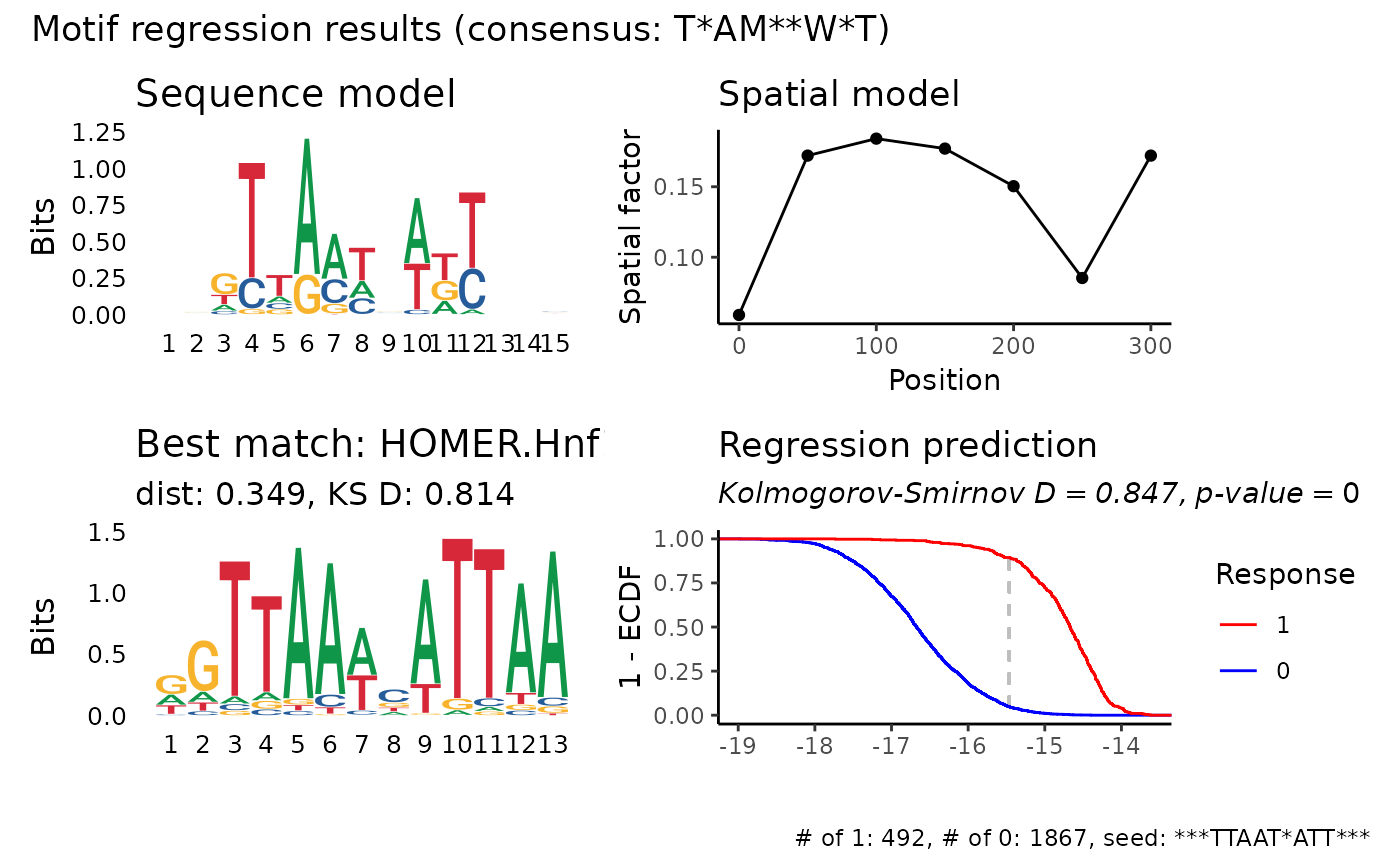 Motif regression results (consensus: T*AM**W*T)
Sequence model
Bits
1.25
1.00
0.75
0.50
0.25
0.00
1 2 3 4 5 6 7 8 9 10 11 12 13 14 15
Spatial model
Spatial factor
0.15
0.10
0 100 200 300
Position
Best match: HOMER.Hnf
dist: 0.349, KS D: 0.814
Bits
1.5
1.0
0.5
0.0
1 2 3 4 5 6 7 8 9 10 11 12 13
Regression prediction
Kolmogorov-Smirnov D = 0.847, p-value = 0
1 - ECDF
1.00
0.75
0.50
0.25
0.00
-19 -18 -17 -16 -15 -14
Response
1
0
# of 1: 492, # of 0: 1867, seed: ***TTAAT*ATT***